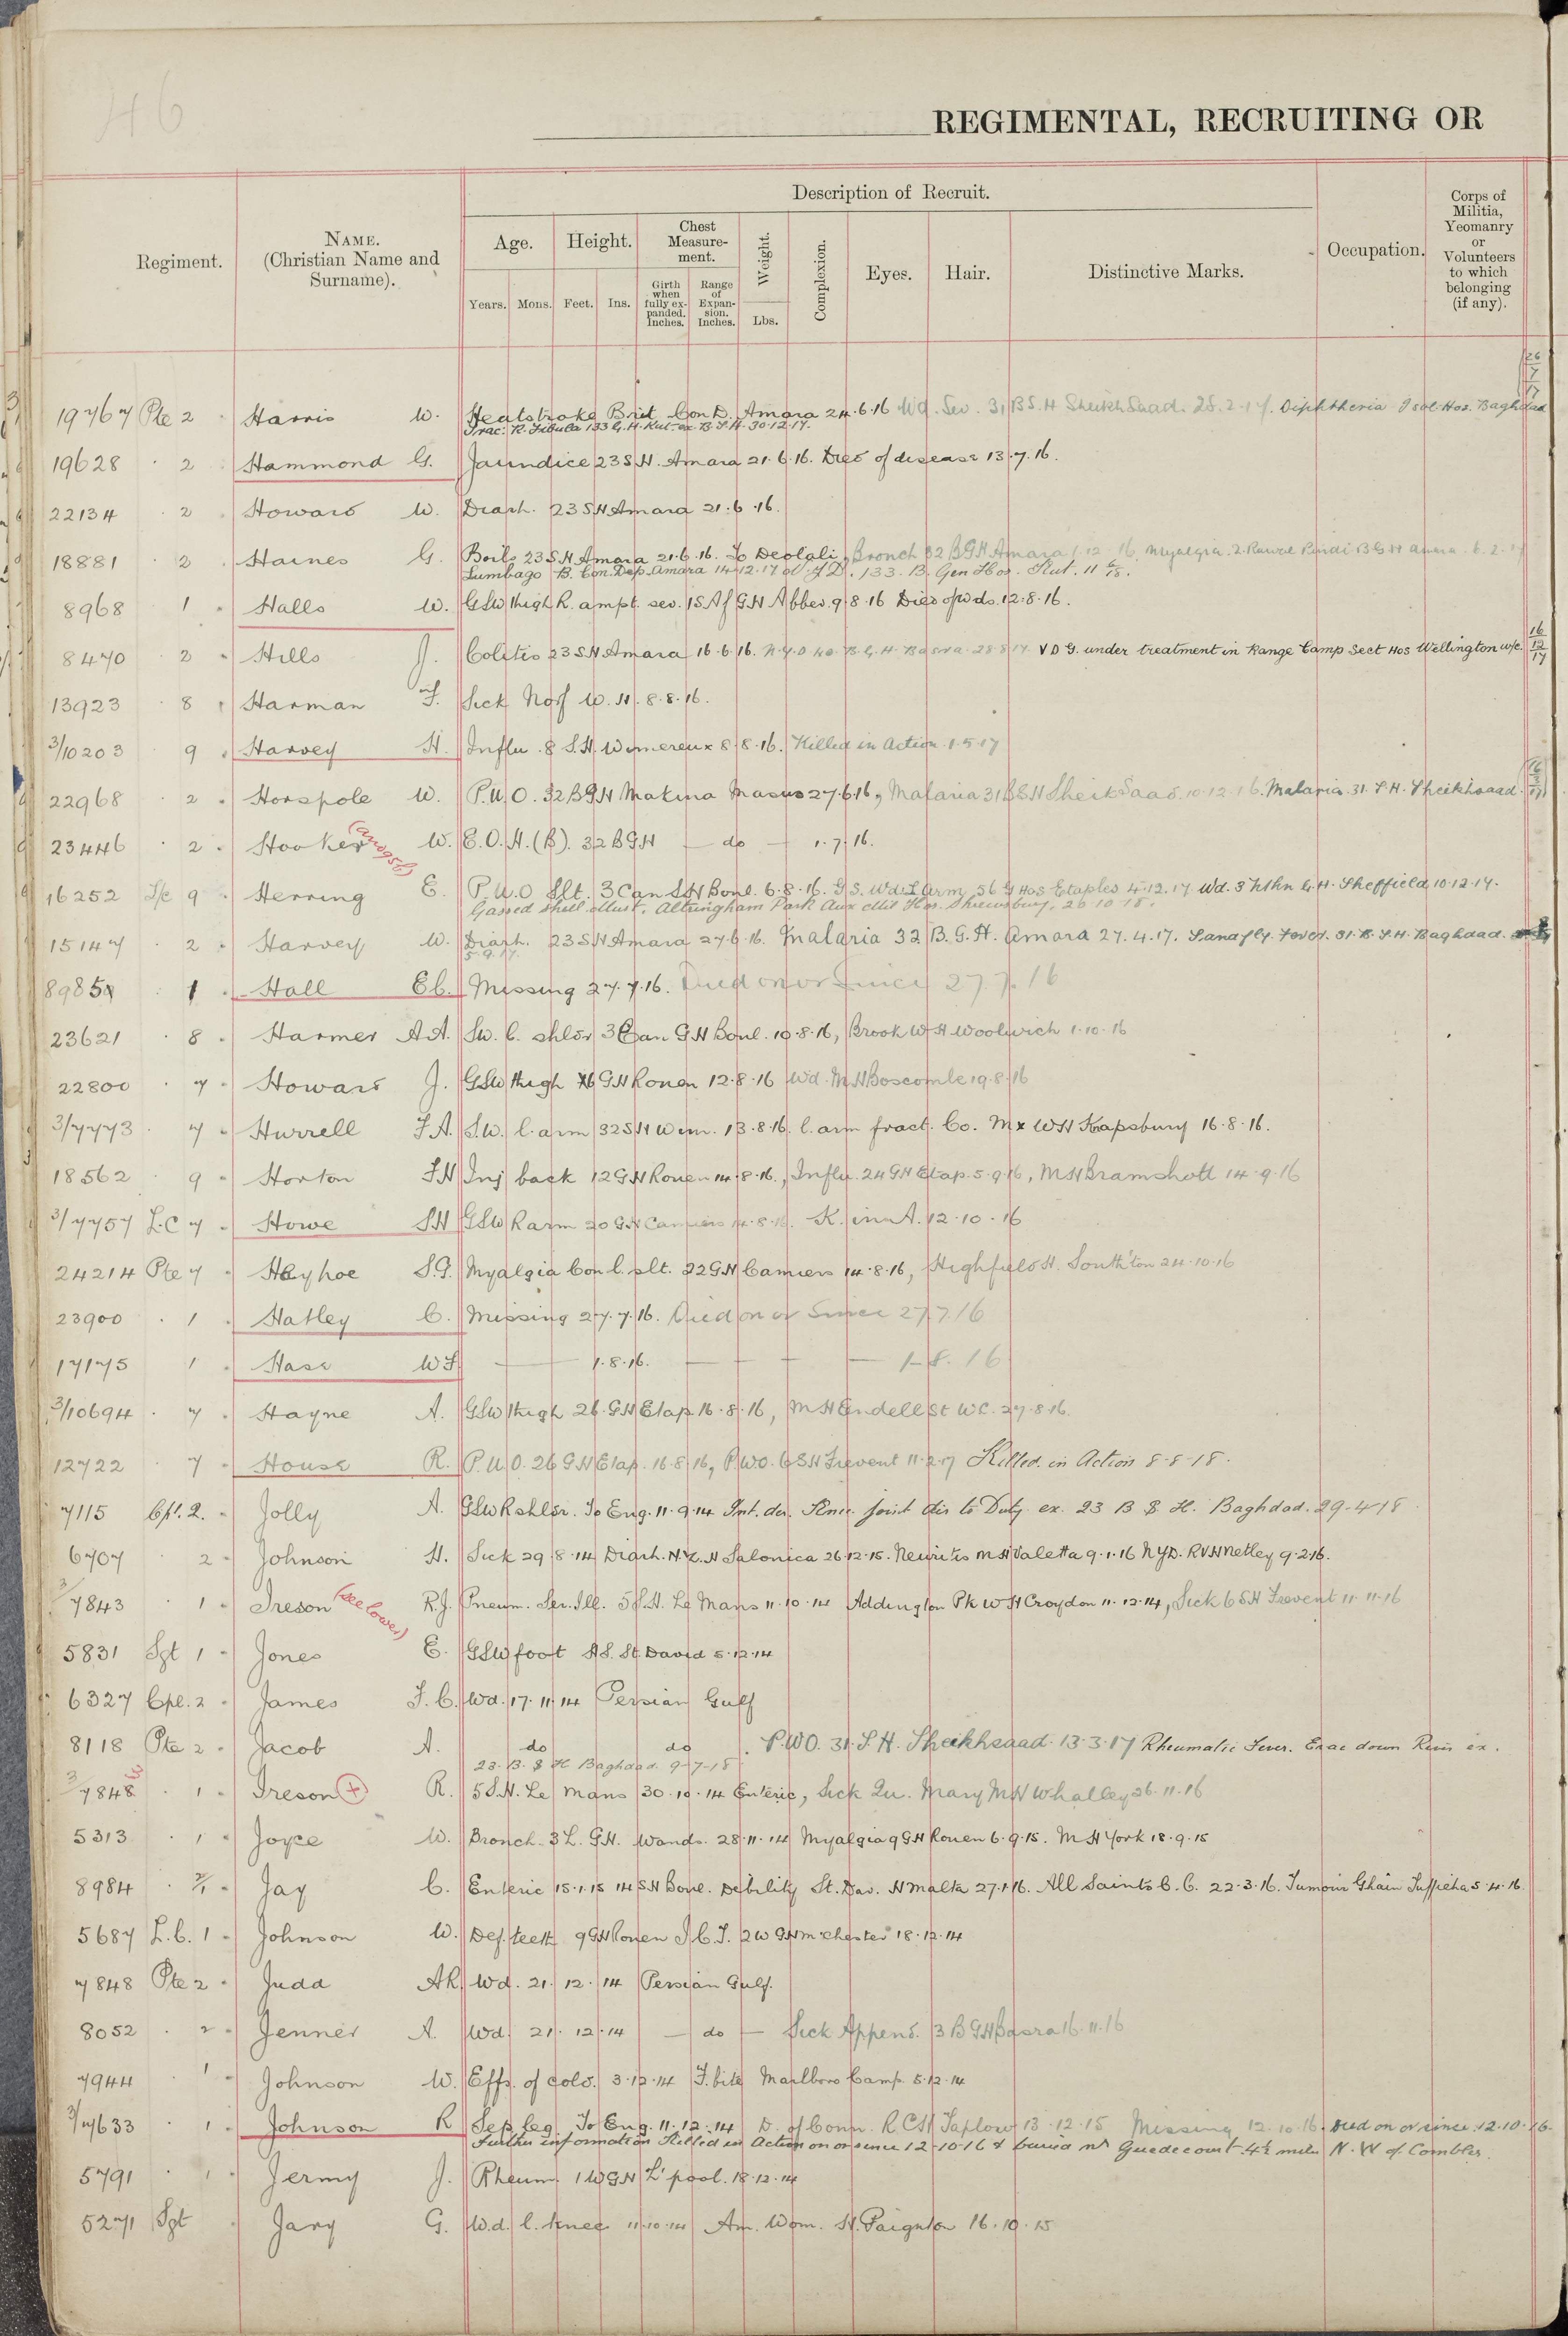 46
REGIMENTAL, RECRUITING OR
Description of Recruit.
Regiment.
NAME.
(Christian Name and
Surname).
Age.
Height.
Chest
Measure-
ment.
Weight.
Complexion.
Eyes.
Hair.
Distinctive Marks.
Occupation.
Corps of
Militia,
Yeomanry
or
Volunteers
to which
belonging
(if any).
Years.
Mons.
Feet.
Ins.
Girth
when
fully ex-
panded.
Inches.
Range
of
Expan-
sion.
Inches.
Lbs.
26/7/17
19767 Pte 2 Harris W. Heatstroke Brit Con D. Amara 24.6.16 Wd. Sev. 31 B S.H Sheikh Saad. 25.2.17. Diphtheria Isol Hos. Baghdad
Frac. R. Fibula 133 G.H. Kut ex B.S.H. 30.12.17.
19628 2 Hammond G. Jaundice 23 S.H. Amara 21.6.16. Died of disease 13.7.16.
22134 2 Howard W. Diarh. 23 S H Amara 21.6.16.
18881 2 Haines G. Boils 23 S.H Amara 21.6.16. To Deolali, Bronch 32 B G H Amara 1.12.16. Myalgia. 2. Rawal Pindi B G H Amara. 6.2.17
Lumbago B. Con. Dep. Amara 14.12.17 133. B. Gen Hos. Kut. 11
8968 1 Halls W. GSW thigh R. ampt. sev. 1 S Af G.H Abbev. 9.8.16 Died of wds. 12.8.16.
8470 2 Hills J. Colitis 23 S H Amara 16.6.16. N.Y.D 40 B.G.H Basra 28.8.17. V D G. under treatment in Range Camp Sect Hos Wellington w/e. 16/12/17
13923 8 Harman F. Sick Norf W.H. 8.8.16.
3/10203 9 Harvey H. Influ. 8 S.H. Wimereux 8.8.16. Killed in Action 1.5.17
22968 2 Horspole W. P.U.O. 32 B G H Makina Masus 27.6.16, Malaria 31 B S H Sheik Saad. 10.12.16. Malaria. 31. S.H. Sheikhsaad.
23446 2 Hooker W. E.O.H. (B). 32 B G H — do — 1.7.16.
16252 L/c 9 Herring E. P.U.O Slt. 3 Can S H Boul. 6.8.16. G.S. Wd. L Arm. 56 G Hos Etaples 4.12.17 Wd. 3 Nthn G.H. Sheffield 10.12.17.
Gassed Shell Must. Attringham Park Aux Mil Hos. Shrewsbury. 26.10.18.
15147 2 Harvey W. Diarh. 23 S H Amara 27.6.16. Malaria 32 B.G.H. Amara 27.4.17. Sandfly Fever. 31 B.S.H. Baghdad.
5.9.17.
8985 1 Hall E C. Missing 27.7.16. Died on or Since 27.7.16
23621 8 Harmer A A. Sw. l. shldr 3 Can G H Boul. 10.8.16, Brook W H Woolwich 1.10.16
22800 7 Howard J. GSW thigh G H Rouen 12.8.16 Wd. M H Boscombe 19.8.16
3/7773 7 Hurrell F A. S.W. l. arm 32 S H Wim. 13.8.16. l. arm fract. Co. Mx W H Knapsbury 16.8.16.
18562 9 Horton F.H Inj back 12 G H Rouen 14.8.16., Influ. 24 G H Etap. 5.9.16, M H Bramshott 14.9.16
3/7757 L.C 7 Howe S H GSW R arm 20 G H Camiers 14.8.16. K. in A. 12.10.16
24214 Pte 7 Heyhoe S.G. Myalgia Con l. slt. 22 G H Camiers 14.8.16, Highfield H. South'ton 24.10.16
23900 1 Hatley C. Missing 27.7.16. Died on or Since 27.7.16
17175 1 Hase W F — 1.8.16. — 1-8.16
3/10694 7 Hayne A. GSW thigh 26. G H Etap 16.8.16, M H Endell St W C. 27.8.16.
12722 7 House R. P.U.O. 26 G H Etap. 16.8.16, P.U.O. 6 S H Frevent 11.2.17 Killed in Action 8-8-18.
7115 Cpl. 2. Jolly A. GSW R shldr. To Eng. 11.9.14 Int. der. Knee joint dis to Duty ex. 23 B S H. Baghdad. 29-4-18
6707 2 Johnson H. Sick 29.8.14 Diarh. N.Z. H Salonica 26.12.15. Neuritis M H Valetta 9.1.16 N Y D. R V H Netley 9.2.16.
3/7843 1 Ireson (see lower) R.J. Pneum. Ser. Ill. 5 S.H. Le Mans 11.10.14 Addington Pk W H Croydon 11.12.14, Sick 6 S H Frevent 11.11.16
5831 Sgt 1 Jones E. GSW foot H S. St. David 5.12.14
6327 Cpl. 2 James F. C. Wd. 17.11.14 Persian Gulf
8118 Pte 2 Jacob A. do do P.U.O. 31. S.H. Sheikhsaad. 13.3.17 Rheumatic Fever. Evac down River ex.
23. B. S H Baghdad. 9-7-18
3/7848 1 Ireson + R. 5 S.H. Le Mans 30.10.14 Enteric, Sick Qu. Mary M H Whalley 26.11.16
5313 1 Joyce W. Bronch. 3 L. G.H. Wands. 28.11.14 Myalgia 9 G H Rouen 6.9.15. M H York 18.9.15
8984 2/1 Jay C. Enteric 15.1.15 14 S H Boul. Debility St. Dav. H Malta 27.1.16. All Saints C. C. 22.3.16. Tumour Ghain Tuffieha 5.4.16
5687 L.C. 1 Johnson W. Def. teeth 9 G H Rouen I.C.T. 2 W G H M'chester 18.12.14
7848 Pte 2 Judd A R Wd. 21.12.14 Persian Gulf.
8052 2 Jenner A. Wd. 21.12.14 — do — Sick Append. 3 B G H Basra 16.11.16
7944 1 Johnson W. Effs. of cold. 3.12.14 F. bite Marlboro Camp. 5.12.14
3/7633 1 Johnson R Sep leg To Eng. 11.12.14 D. of Conn. R C H Taplow 13.12.15 Missing 12.10.16. Died on or since 12.10.16.
Further information Killed in Action on or since 12-10-16 & buried nr Guedecourt 4½ miles N.W of Combles.
5791 1 Jermy J. Rheum. 1 W G H L'pool. 18.12.14
5271 Sgt Jary G. Wd. l. knee 11.10.14 Am. Wom. H. Paignton 16.10.15